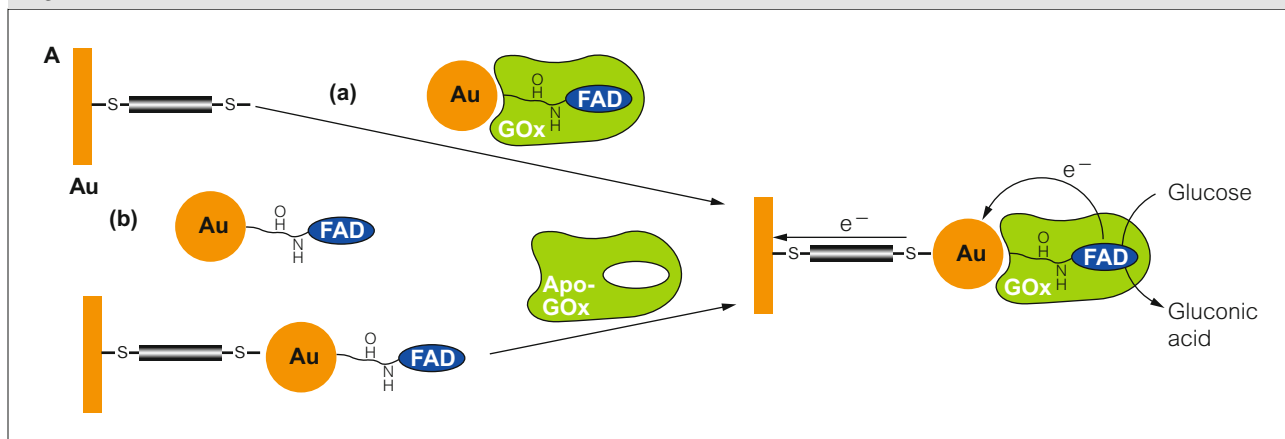 A
S
S
Au
(a)
Au
O
H
N
H
FAD
GOx
(b)
Au
O
H
N
H
FAD
Apo-
GOx
S
S
Au
O
H
N
H
FAD
e−
e−
S
S
Au
O
H
N
H
FAD
GOx
Glucose
Gluconic
acid